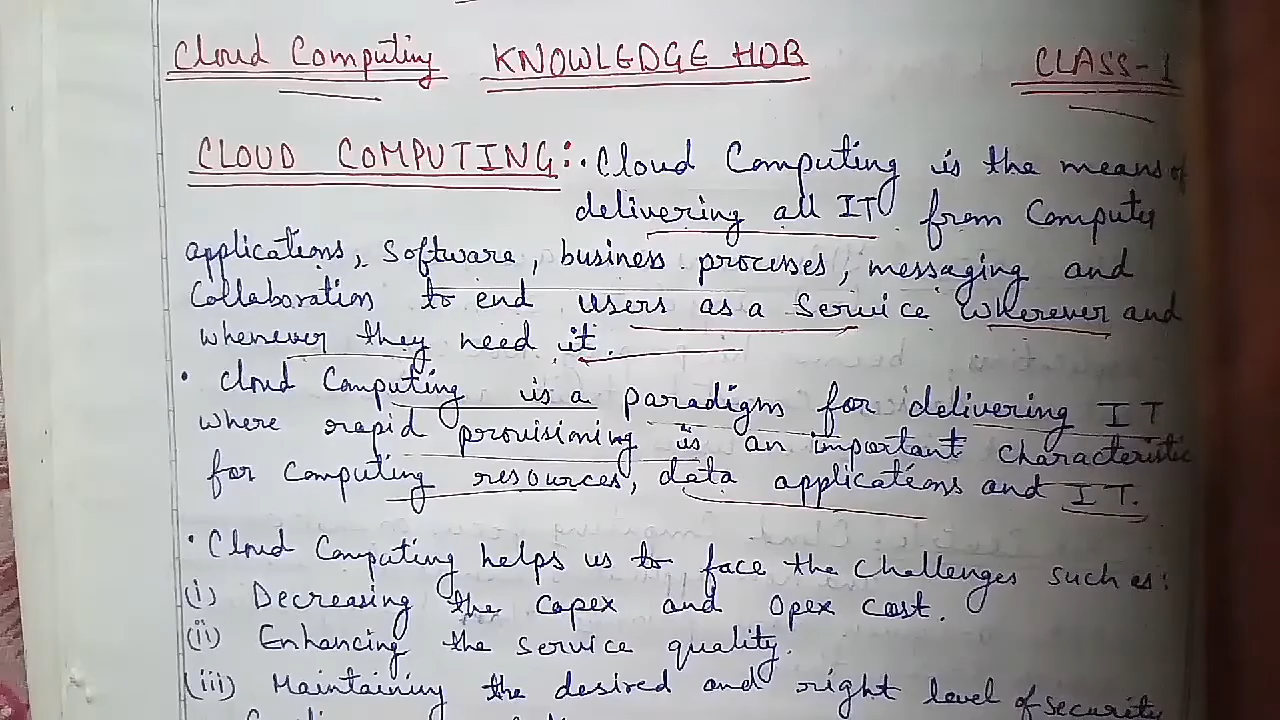 Cloud Computing KNOWLEDGE HUB CLASS-1
CLOUD COMPUTING:• Cloud Computing is the means of
delivering all IT from Computer
applications, Software, business processes, messaging and
Collaboration to end users as a Service wherever and
whenever they need it.
• Cloud Computing is a paradigm for delivering IT
where rapid provisioning is an important characteristic
for Computing resources, data applications and IT.
• Cloud Computing helps us to face the challenges such as:
(i) Decreasing the capex and opex cost.
(ii) Enhancing the service quality.
(iii) Maintaining the desired and right level of security